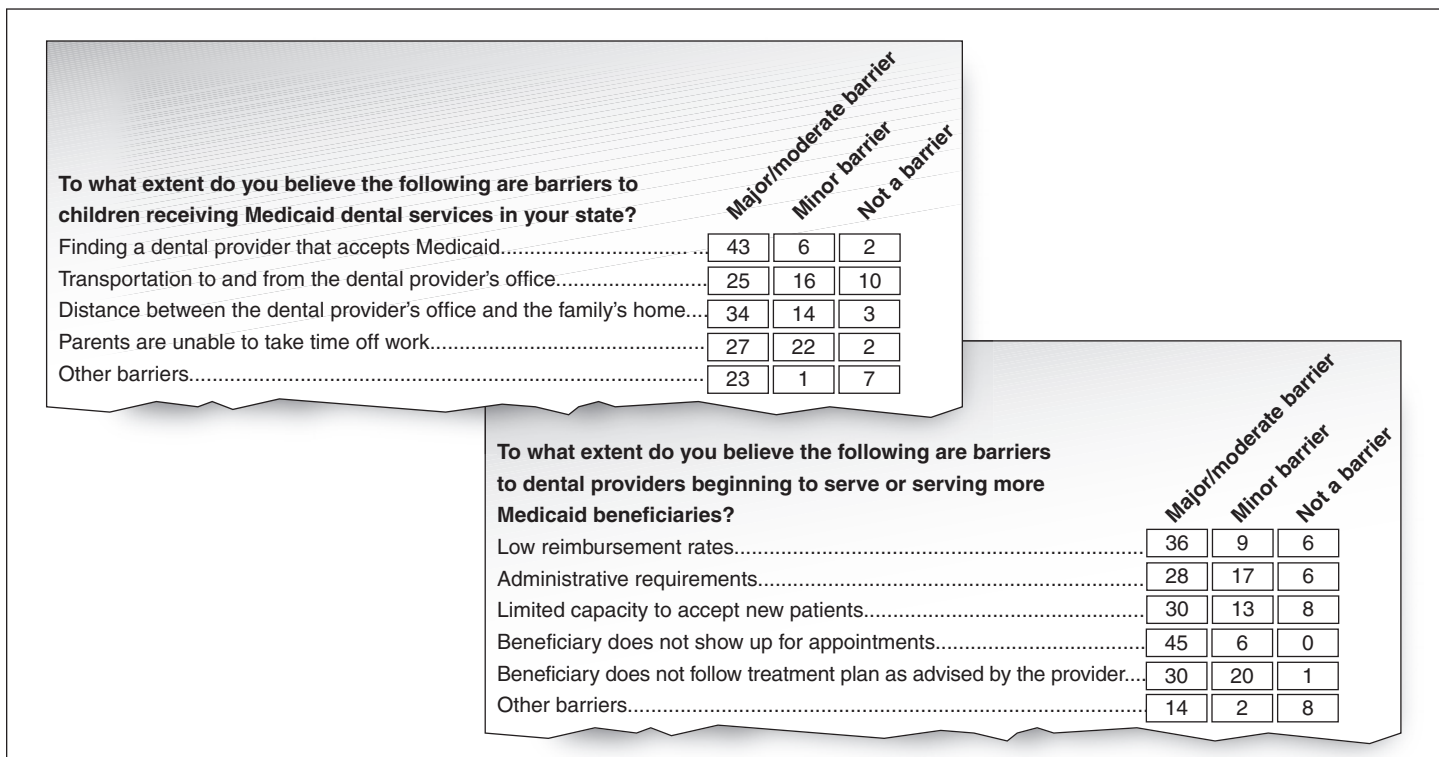 Major/moderate barrier
Minor barrier
Not a barrier
To what extent do you believe the following are barriers to
children receiving Medicaid dental services in your state?
Finding a dental provider that accepts Medicaid.............................. ... 43 6 2
Transportation to and from the dental provider's office......................... 25 16 10
Distance between the dental provider's office and the family's home.... 34 14 3
Parents are unable to take time off work.............................................. 27 22 2
Other barriers....................................................................................... 23 1 7
Major/moderate barrier
Minor barrier
Not a barrier
To what extent do you believe the following are barriers
to dental providers beginning to serve or serving more
Medicaid beneficiaries?
Low reimbursement rates..................................................................... 36 9 6
Administrative requirements................................................................. 28 17 6
Limited capacity to accept new patients............................................... 30 13 8
Beneficiary does not show up for appointments................................... 45 6 0
Beneficiary does not follow treatment plan as advised by the provider.... 30 20 1
Other barriers....................................................................................... 14 2 8